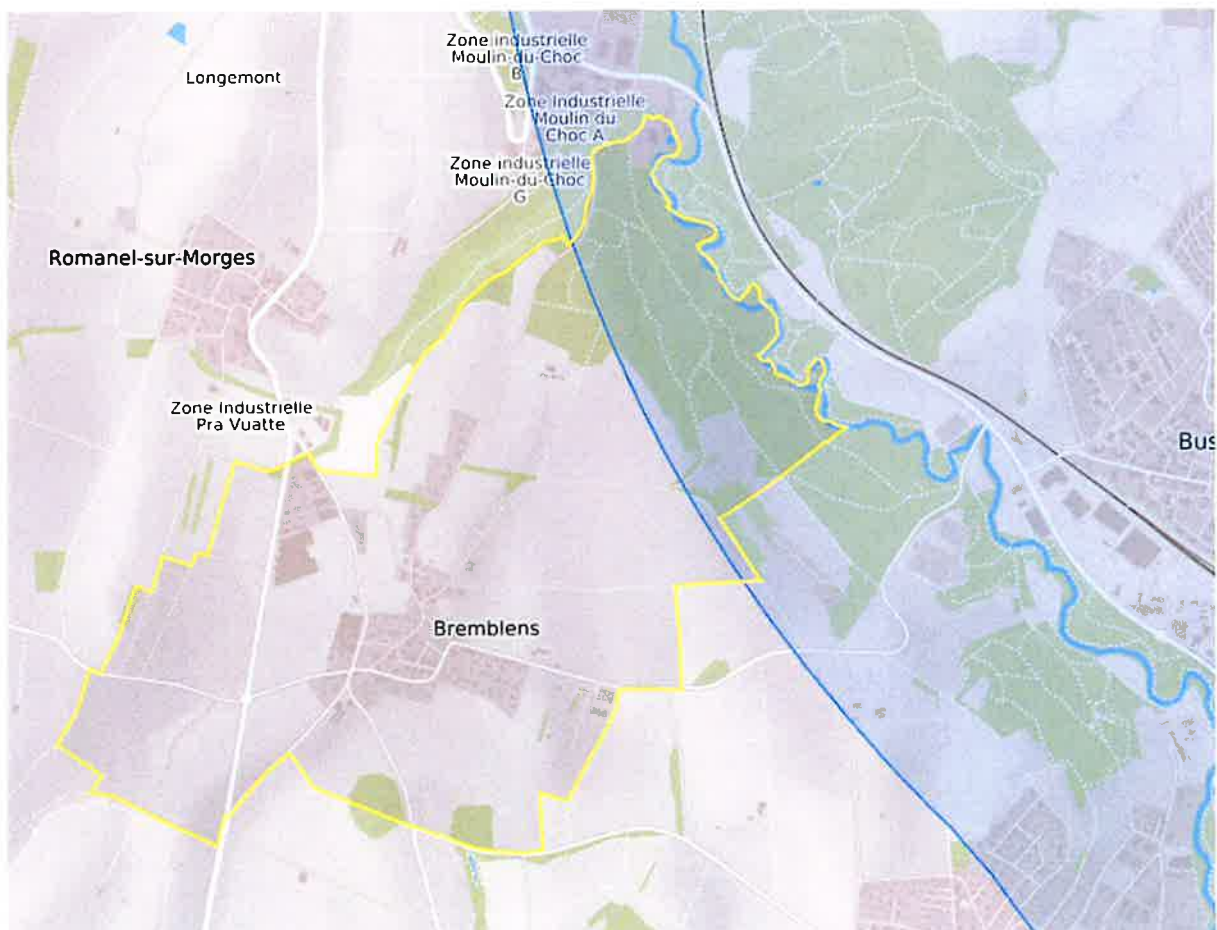 Zone industrielle
Moulin-du-Choc
B
Longemont
Zone Industrielle
Moulin du
Choc A
Zone industrielle
Moulin-du-Choc
G
Romanel-sur-Morges
Zone Industrielle
Pra Vuatte
Bus
Bremblens